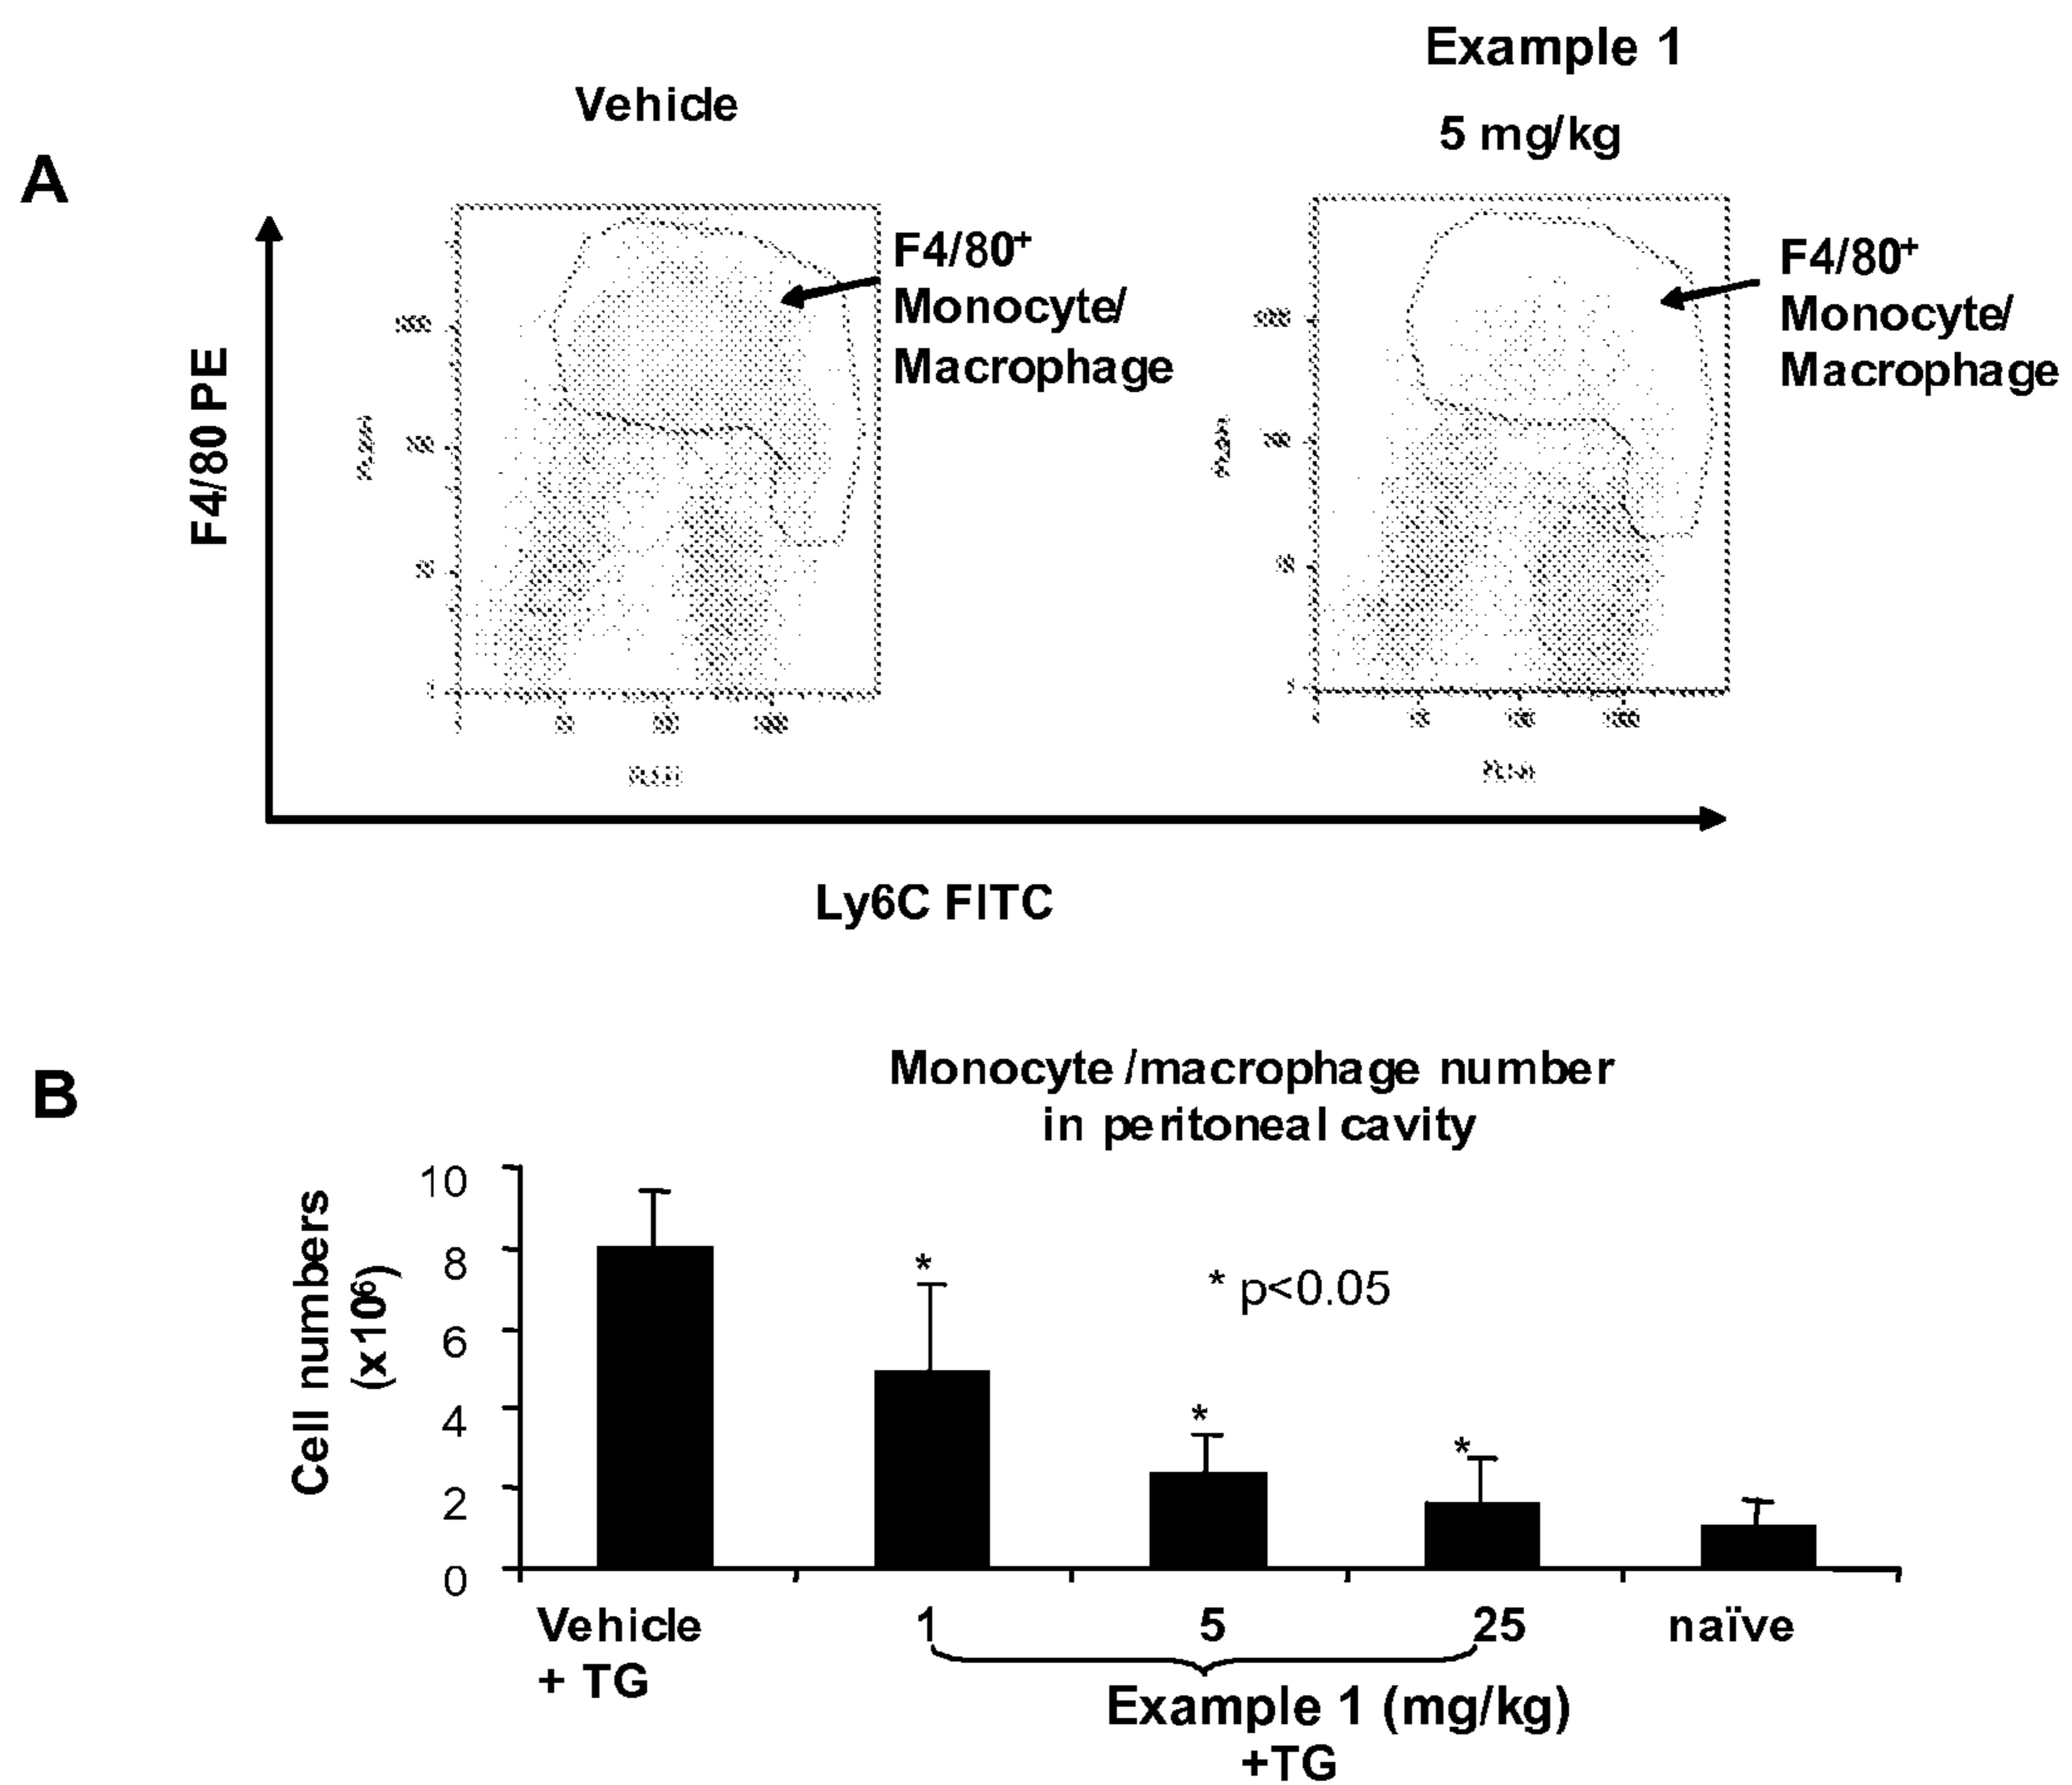 Example 1
Vehicle
5 mg/kg
A
F4/80 PE
F4/80+
Monocyte/
Macrophage
F4/80+
Monocyte/
Macrophage
Ly6C FITC
B
Monocyte /macrophage number
in peritoneal cavity
Cell numbers
(x10⁶)
10
8
6
4
2
0
*
* p<0.05
*
*
Vehicle
+ TG
1
5
25
naïve
Example 1 (mg/kg)
+TG